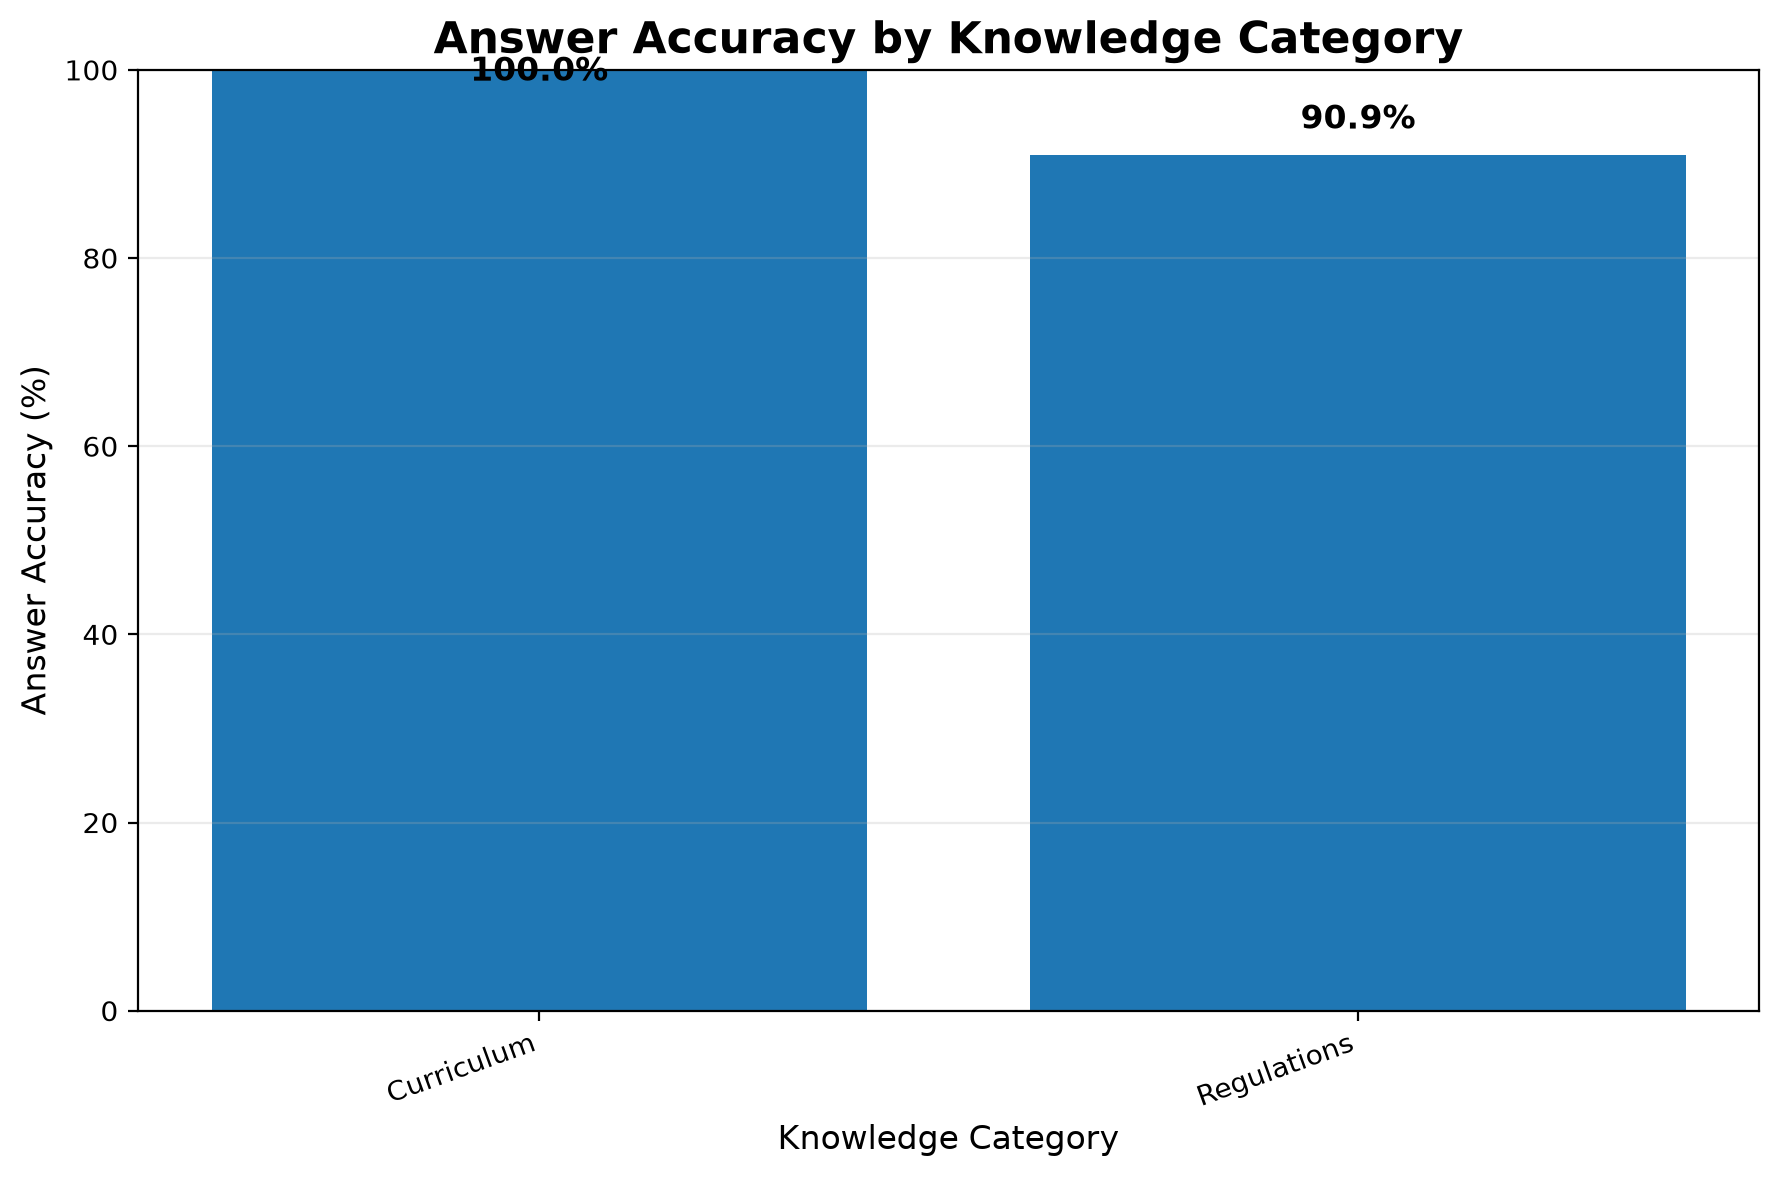 Answer Accuracy by Knowledge Category
100.0%
90.9%
Answer Accuracy (%)
100
80
60
40
20
0
Curriculum
Regulations
Knowledge Category